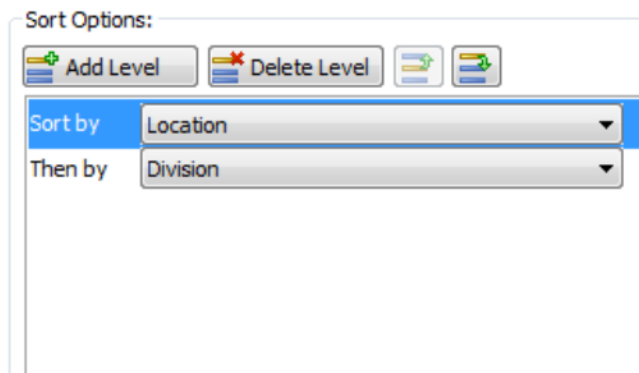 Sort Options:
Add Level Delete Level
Sort by Location
Then by Division